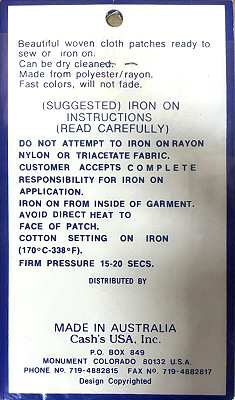 Beautiful woven cloth patches ready to
sew or iron on.
Can be dry cleaned.
Made from polyester/rayon.
Fast colors, will not fade.
(SUGGESTED) IRON ON
INSTRUCTIONS
(READ CAREFULLY)
DO NOT ATTEMPT TO IRON ON RAYON
NYLON OR TRIACETATE FABRIC.
CUSTOMER ACCEPTS COMPLETE
RESPONSIBILITY FOR IRON ON
APPLICATION.
IRON ON FROM INSIDE OF GARMENT.
AVOID DIRECT HEAT TO
FACE OF PATCH.
COTTON SETTING ON IRON
(170°C-338°F).
FIRM PRESSURE 15-20 SECS.
DISTRIBUTED BY
MADE IN AUSTRALIA
Cash's USA, Inc.
P.O. BOX 849
MONUMENT COLORADO 80132 U.S.A.
PHONE No. 719-4882815 FAX No. 719-4882817
Design Copyrighted